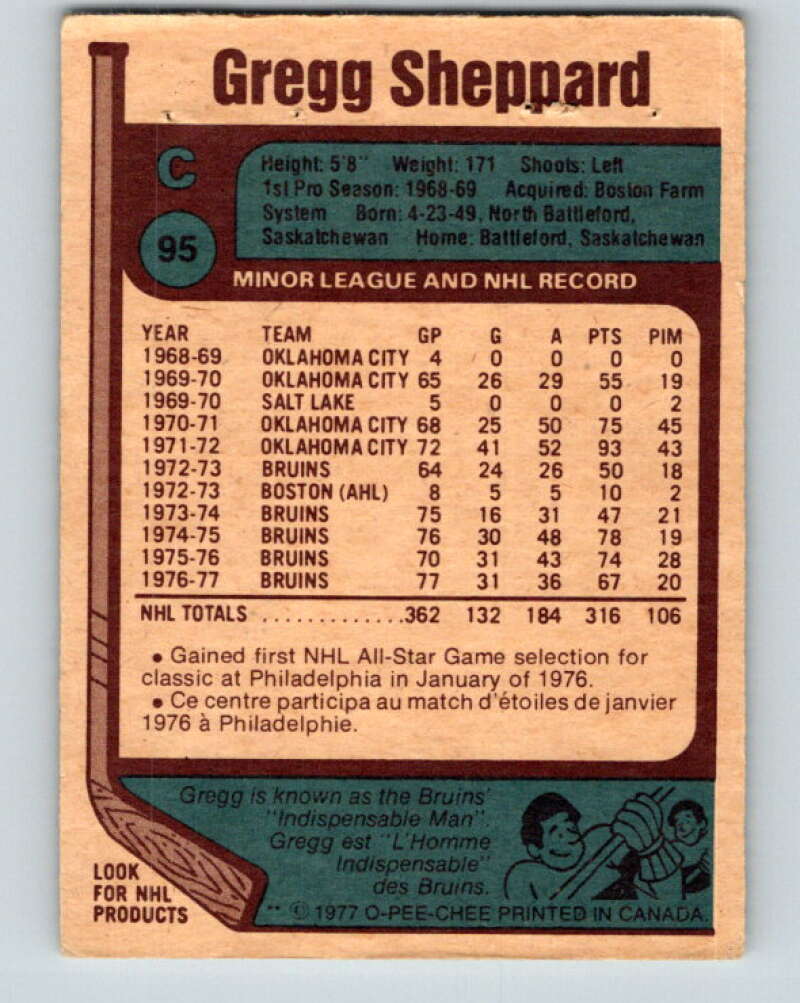 Gregg Sheppard
C
Height: 5'8" Weight: 171 Shoots: Left
1st Pro Season: 1968-69 Acquired: Boston Farm
System Born: 4-23-49, North Battleford,
Saskatchewan Home: Battleford, Saskatchewan
95
MINOR LEAGUE AND NHL RECORD
YEAR TEAM GP G A PTS PIM
1968-69 OKLAHOMA CITY 4 0 0 0 0
1969-70 OKLAHOMA CITY 65 26 29 55 19
1969-70 SALT LAKE 5 0 0 0 2
1970-71 OKLAHOMA CITY 68 25 50 75 45
1971-72 OKLAHOMA CITY 72 41 52 93 43
1972-73 BRUINS 64 24 26 50 18
1972-73 BOSTON (AHL) 8 5 5 10 2
1973-74 BRUINS 75 16 31 47 21
1974-75 BRUINS 76 30 48 78 19
1975-76 BRUINS 70 31 43 74 28
1976-77 BRUINS 77 31 36 67 20
NHL TOTALS .............362 132 184 316 106
• Gained first NHL All-Star Game selection for
classic at Philadelphia in January of 1976.
• Ce centre participa au match d'étoiles de janvier
1976 à Philadelphie.
Gregg is known as the Bruins'
"Indispensable Man".
Gregg est "L'Homme
Indispensable"
des Bruins.
LOOK
FOR NHL
PRODUCTS
** © 1977 O-PEE-CHEE PRINTED IN CANADA.